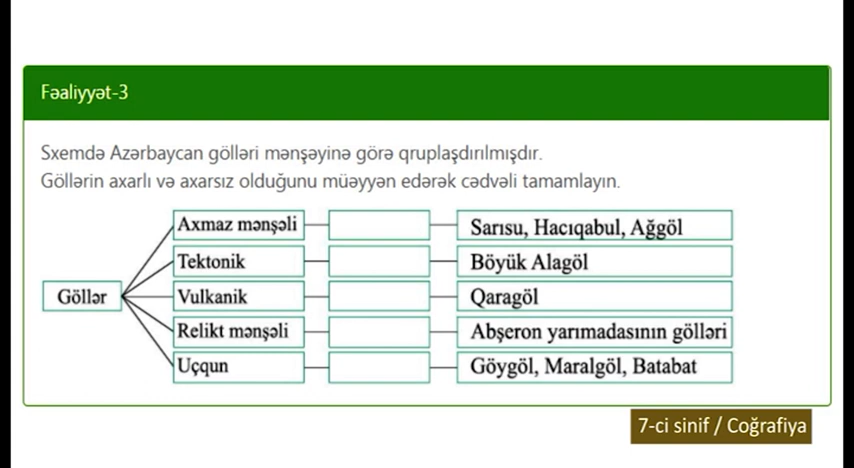 Fəaliyyət-3
Sxemdə Azərbaycan gölləri mənşəyinə görə qruplaşdırılmışdır.
Göllərin axarlı və axarsız olduğunu müəyyən edərək cədvəli tamamlayın.
Göllər
Axmaz mənşəli
Sarısu, Hacıqabul, Ağgöl
Tektonik
Böyük Alagöl
Vulkanik
Qaragöl
Relikt mənşəli
Abşeron yarımadasının gölləri
Uçqun
Göygöl, Maralgöl, Batabat
7-ci sinif / Coğrafiya